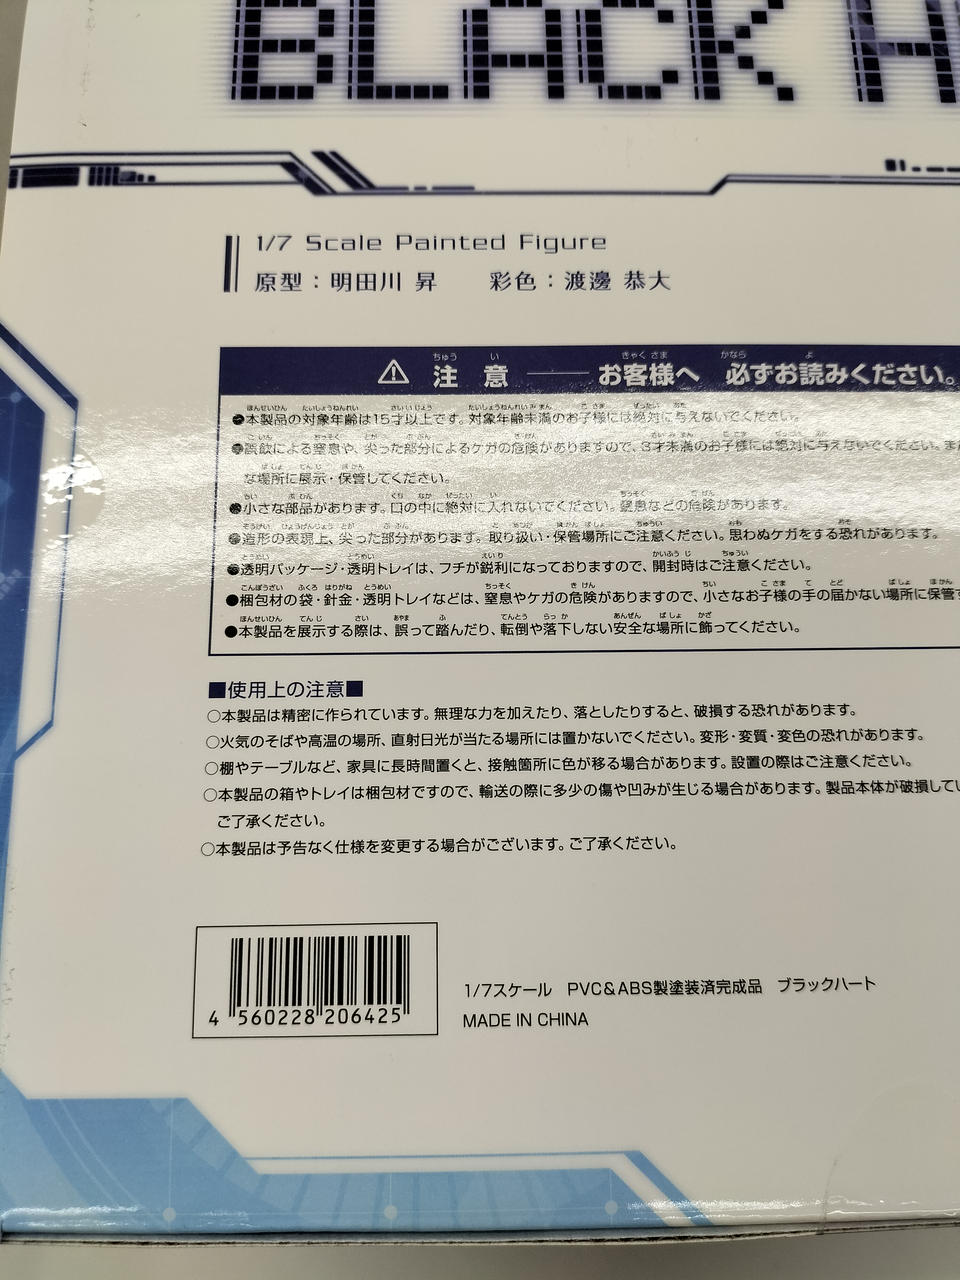 BLACK H
1/7 Scale Painted Figure
原型：明田川 昇　　彩色：渡邊 恭大
⚠ 注意 ── お客様へ 必ずお読みください。
●本製品の対象年齢は15才以上です。対象年齢未満のお子様には絶対に与えないでください。
●誤飲による窒息や、尖った部分によるケガの危険がありますので、3才未満のお子様には絶対に与えないでください。また
な場所に展示・保管してください。
●小さな部品があります。口の中に絶対に入れないでください。窒息などの危険があります。
●造形の表現上、尖った部分があります。取り扱い・保管場所にご注意ください。思わぬケガをする恐れがあります。
●透明パッケージ・透明トレイは、フチが鋭利になっておりますので、開封時はご注意ください。
●梱包材の袋・針金・透明トレイなどは、窒息やケガの危険がありますので、小さなお子様の手の届かない場所に保管す
●本製品を展示する際は、誤って踏んだり、転倒や落下しない安全な場所に飾ってください。
■使用上の注意■
○本製品は精密に作られています。無理な力を加えたり、落としたりすると、破損する恐れがあります。
○火気のそばや高温の場所、直射日光が当たる場所には置かないでください。変形・変質・変色の恐れがあります。
○棚やテーブルなど、家具に長時間置くと、接触箇所に色が移る場合があります。設置の際はご注意ください。
○本製品の箱やトレイは梱包材ですので、輸送の際に多少の傷や凹みが生じる場合があります。製品本体が破損してい
ご了承ください。
○本製品は予告なく仕様を変更する場合がございます。ご了承ください。
4 560228 206425
1/7スケール　PVC&ABS製塗装済完成品　ブラックハート
MADE IN CHINA